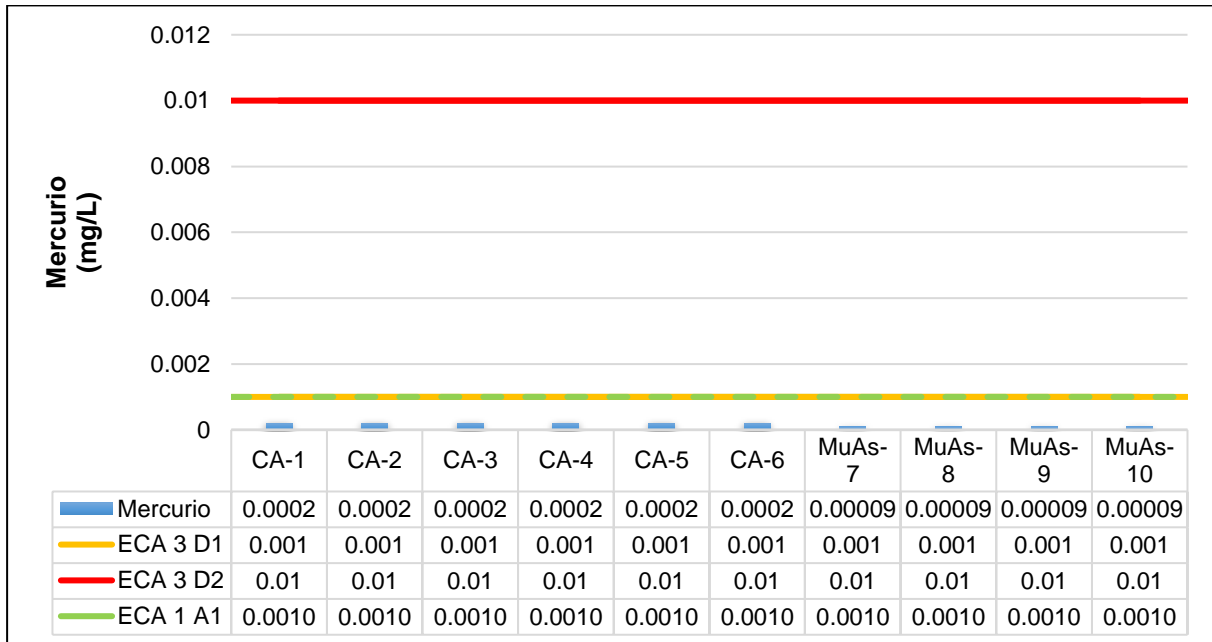 0.012
0.01
0.008
0.006
0.004
0.002
0
Mercurio
(mg/L)
CA-1 CA-2 CA-3 CA-4 CA-5 CA-6 MuAs-7 MuAs-8 MuAs-9 MuAs-10
Mercurio 0.0002 0.0002 0.0002 0.0002 0.0002 0.0002 0.00009 0.00009 0.00009 0.00009
ECA 3 D1 0.001 0.001 0.001 0.001 0.001 0.001 0.001 0.001 0.001 0.001
ECA 3 D2 0.01 0.01 0.01 0.01 0.01 0.01 0.01 0.01 0.01 0.01
ECA 1 A1 0.0010 0.0010 0.0010 0.0010 0.0010 0.0010 0.0010 0.0010 0.0010 0.0010